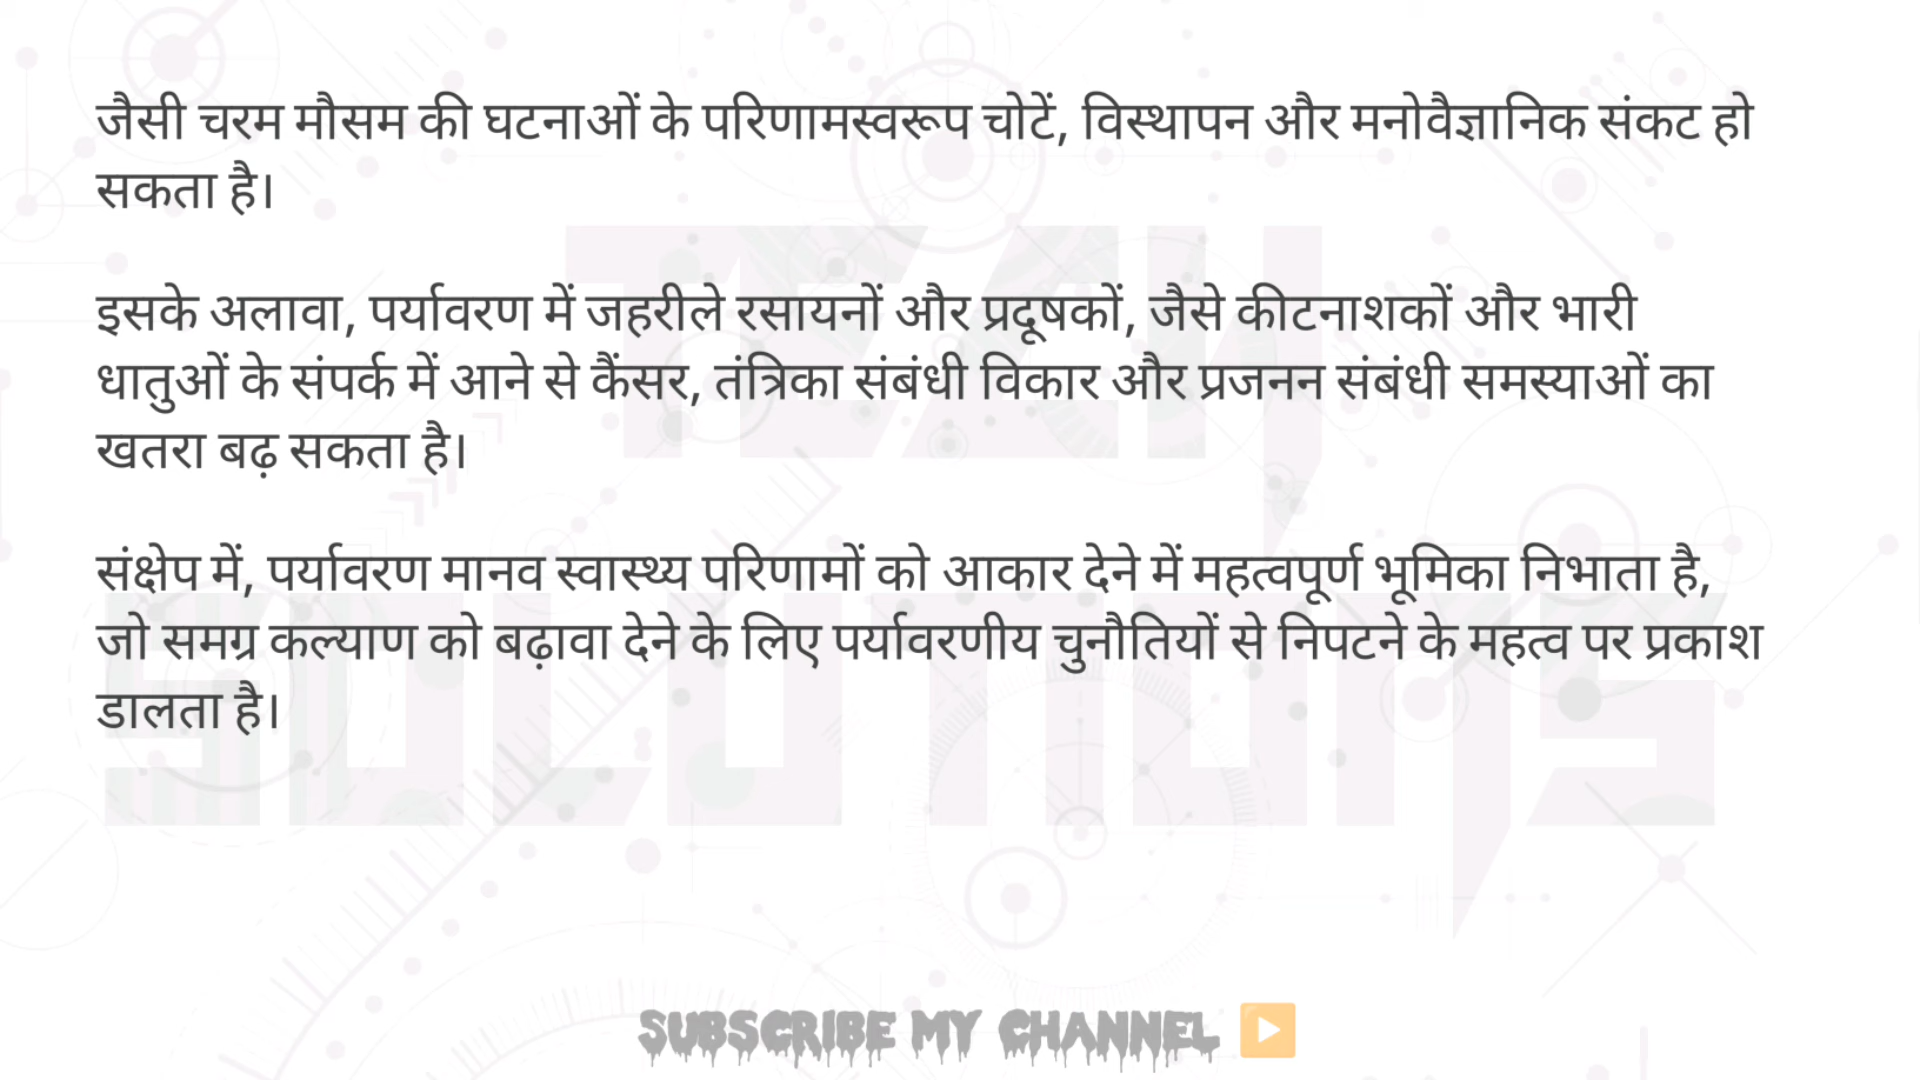 जैसी चरम मौसम की घटनाओं के परिणामस्वरूप चोटें, विस्थापन और मनोवैज्ञानिक संकट हो
सकता है।
इसके अलावा, पर्यावरण में जहरीले रसायनों और प्रदूषकों, जैसे कीटनाशकों और भारी
धातुओं के संपर्क में आने से कैंसर, तंत्रिका संबंधी विकार और प्रजनन संबंधी समस्याओं का
खतरा बढ़ सकता है।
संक्षेप में, पर्यावरण मानव स्वास्थ्य परिणामों को आकार देने में महत्वपूर्ण भूमिका निभाता है,
जो समग्र कल्याण को बढ़ावा देने के लिए पर्यावरणीय चुनौतियों से निपटने के महत्व पर प्रकाश
डालता है।
TECH
SOLUTIONS
SUBSCRIBE MY CHANNEL